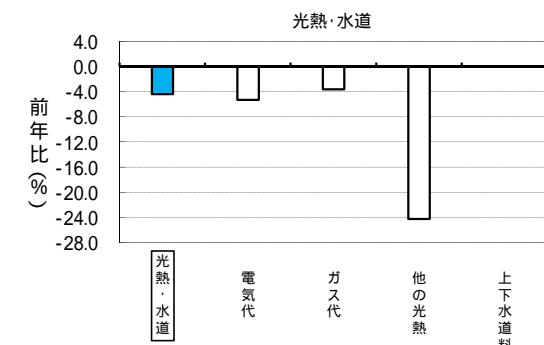 光熱・水道
4.0
0.0
-4.0
-8.0
-12.0
-16.0
-20.0
-24.0
-28.0
前年比(%)
光熱・水道
電気代
ガス代
他の光熱
上下水道料